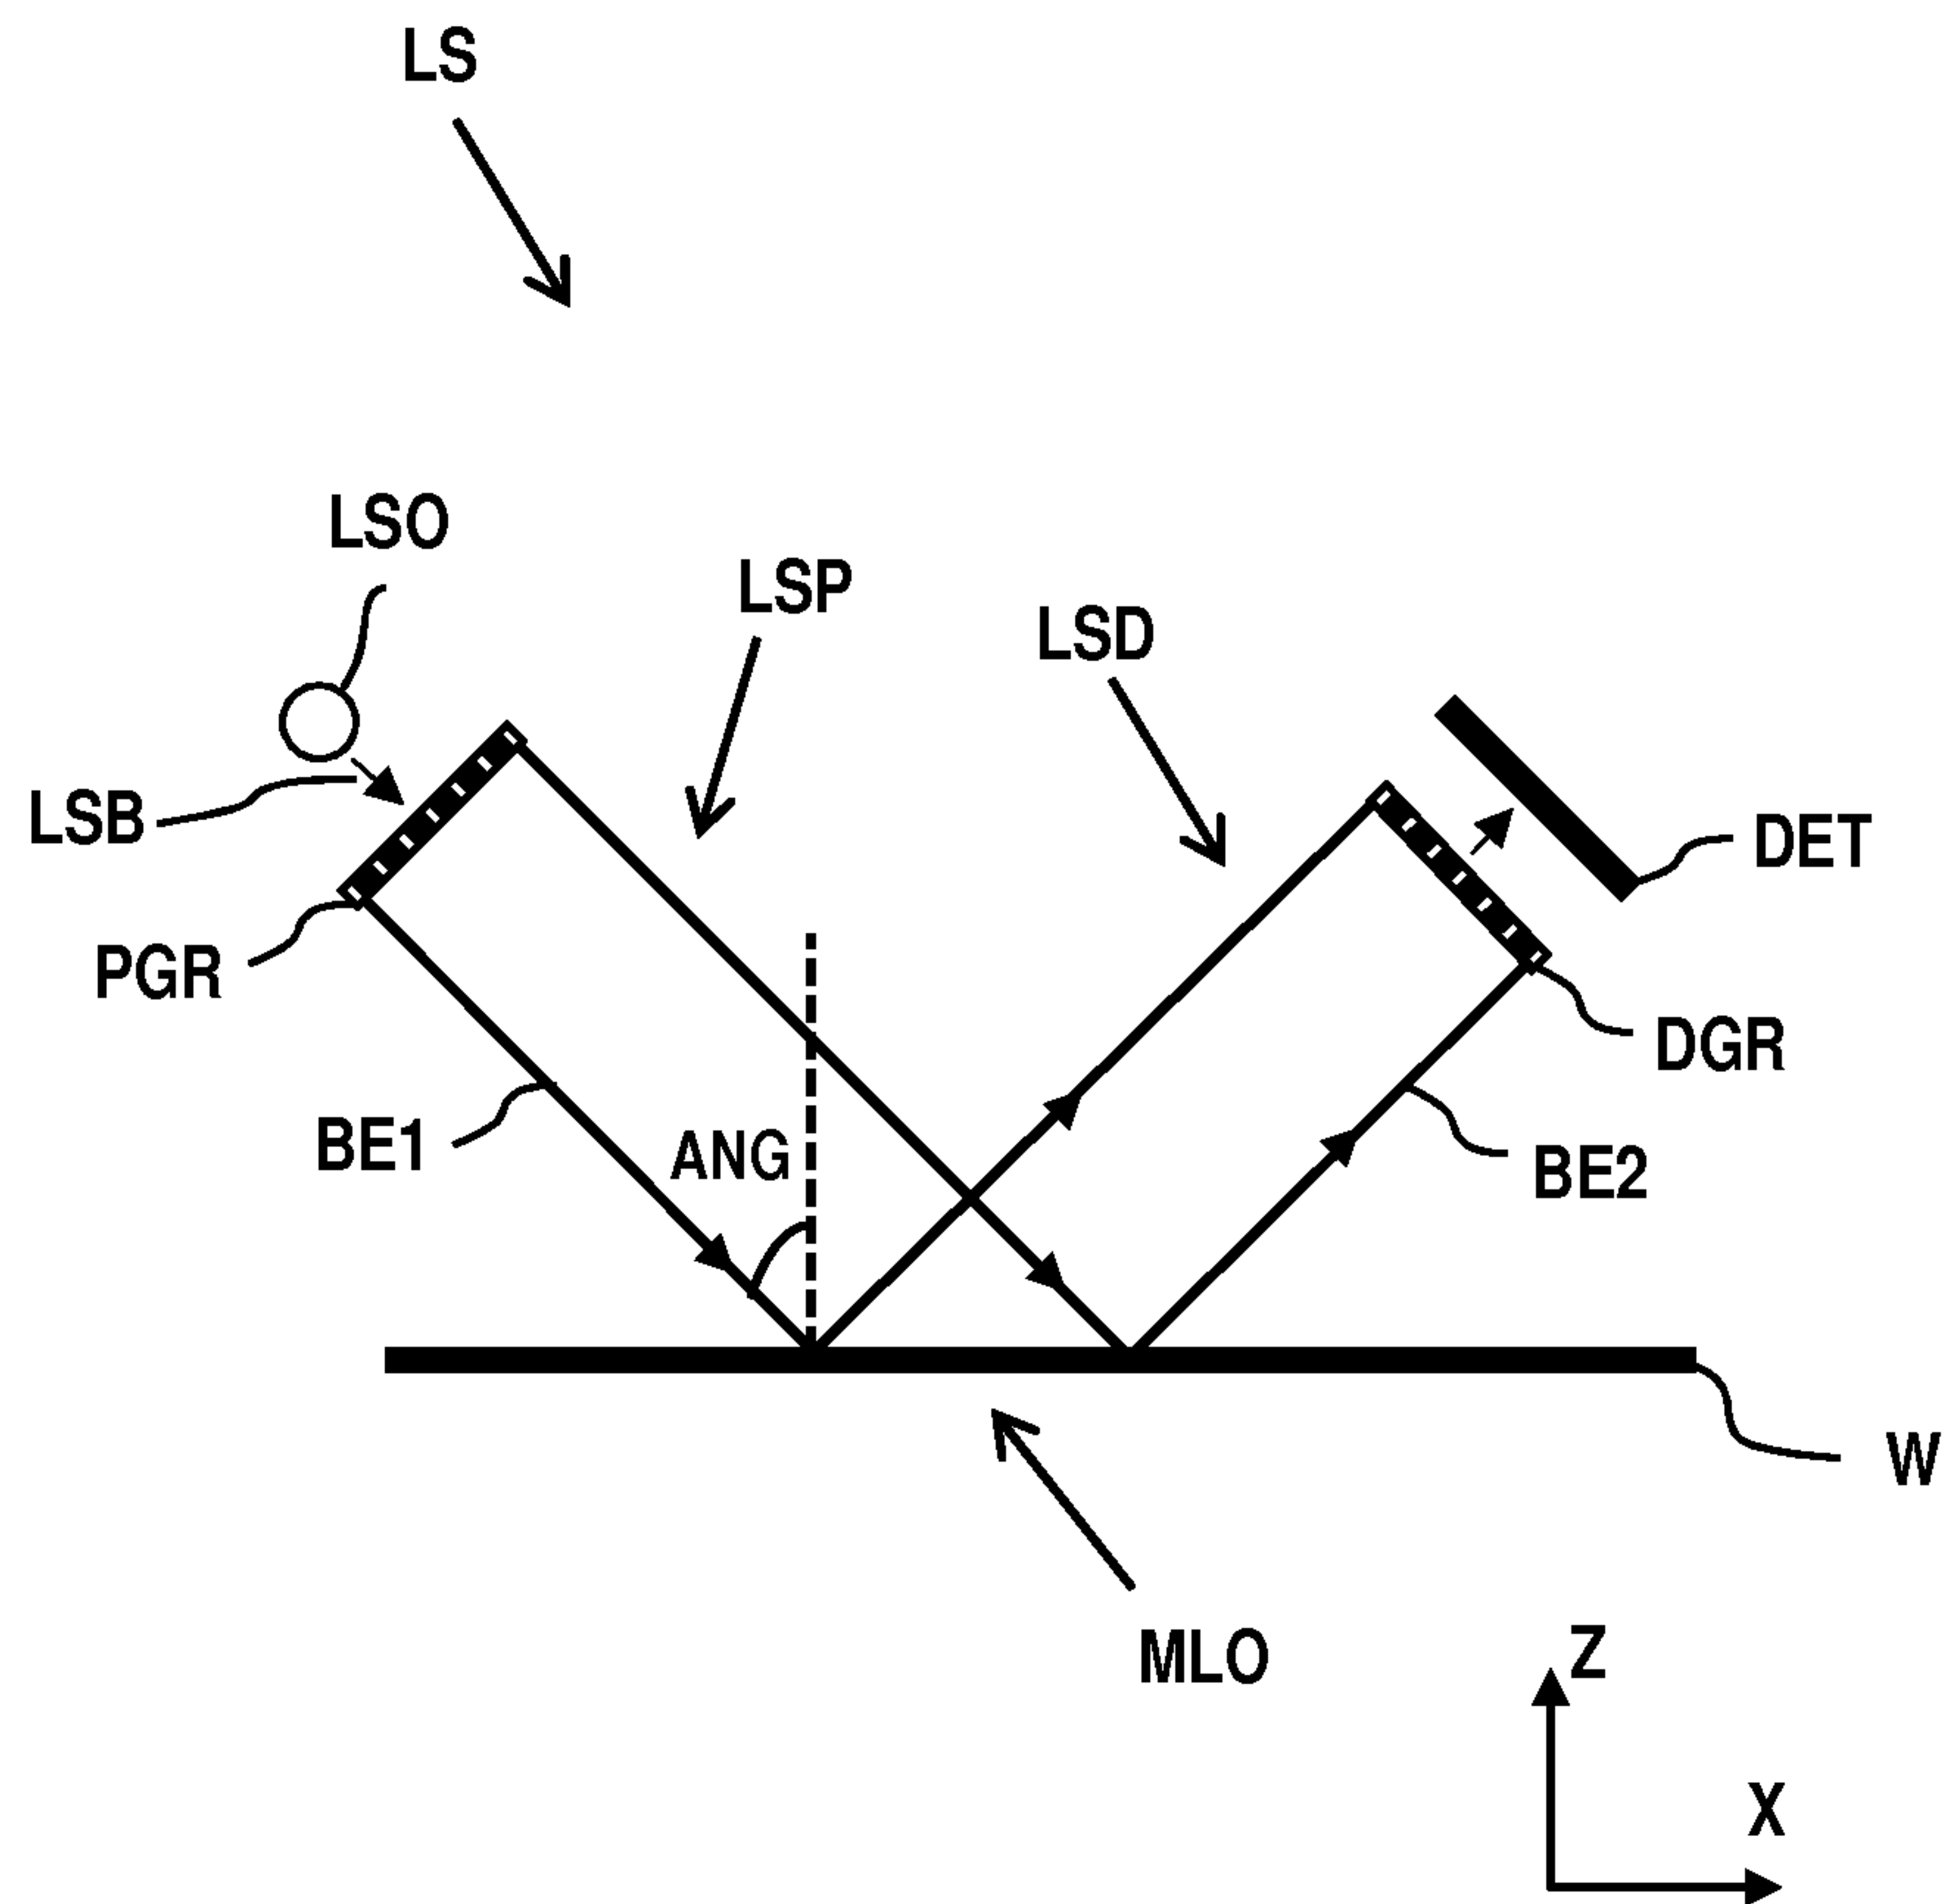 LS
LSO
LSP
LSD
LSB
DET
PGR
DGR
BE1
ANG
BE2
W
MLO
Z
X